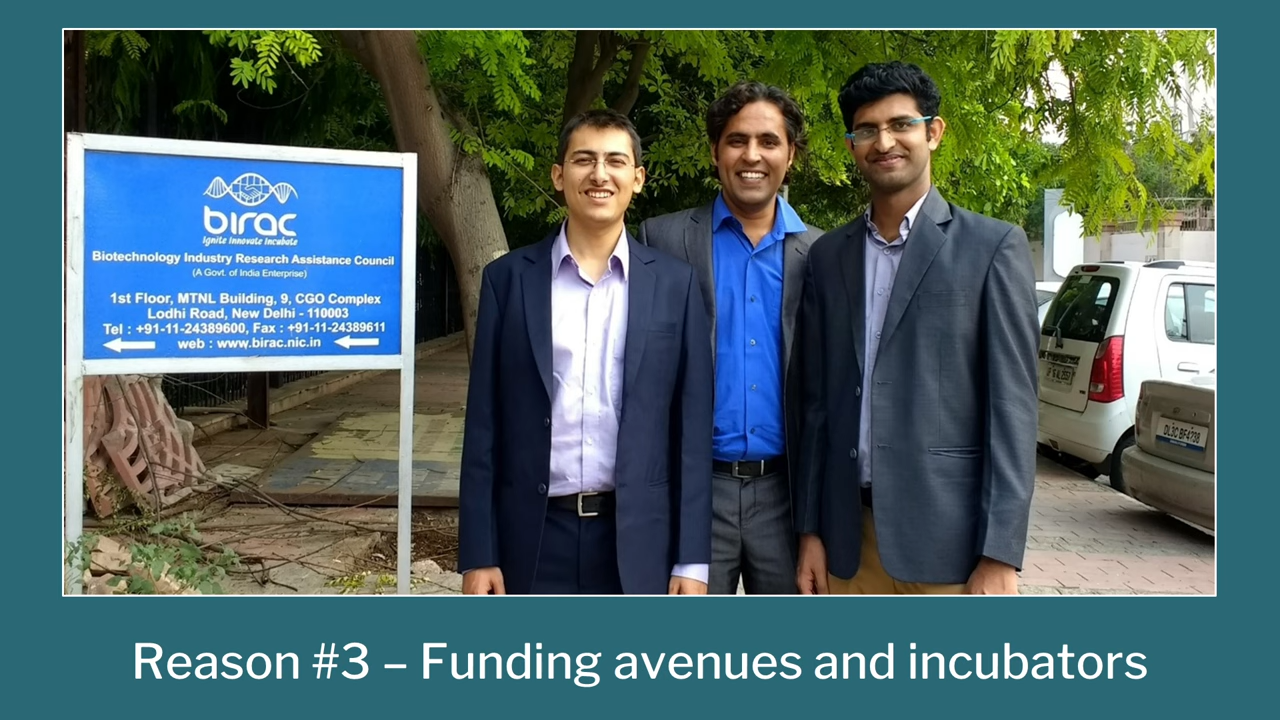 birac
Ignite Innovate Incubate
Biotechnology Industry Research Assistance Council
(A Govt. of India Enterprise)
1st Floor, MTNL Building, 9, CGO Complex
Lodhi Road, New Delhi - 110003
Tel : +91-11-24389600, Fax : +91-11-24389611
web : www.birac.nic.in
DL3C BF4738
Reason #3 – Funding avenues and incubators